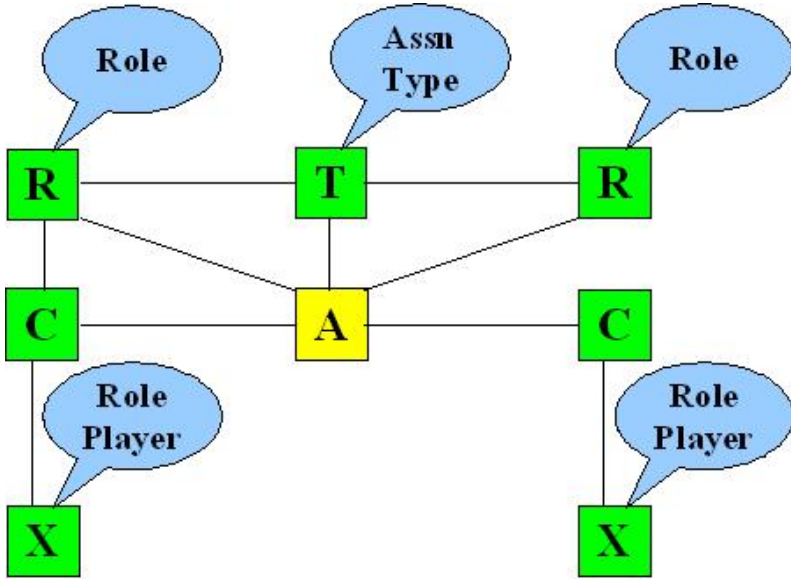 Role
Assn
Type
Role
R
T
R
C
A
C
Role
Player
Role
Player
X
X